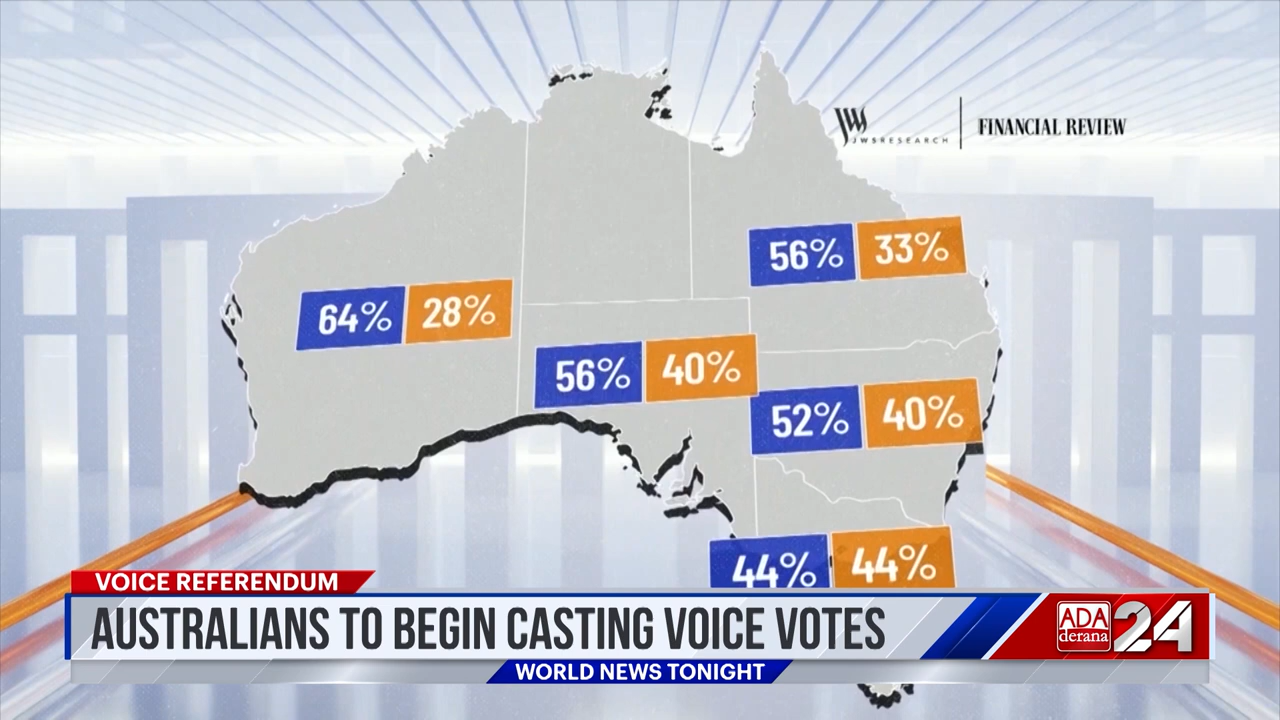 JWS RESEARCH
FINANCIAL REVIEW
56% 33%
64% 28%
56% 40%
52% 40%
44% 44%
VOICE REFERENDUM
AUSTRALIANS TO BEGIN CASTING VOICE VOTES
ADA
derana
24
WORLD NEWS TONIGHT